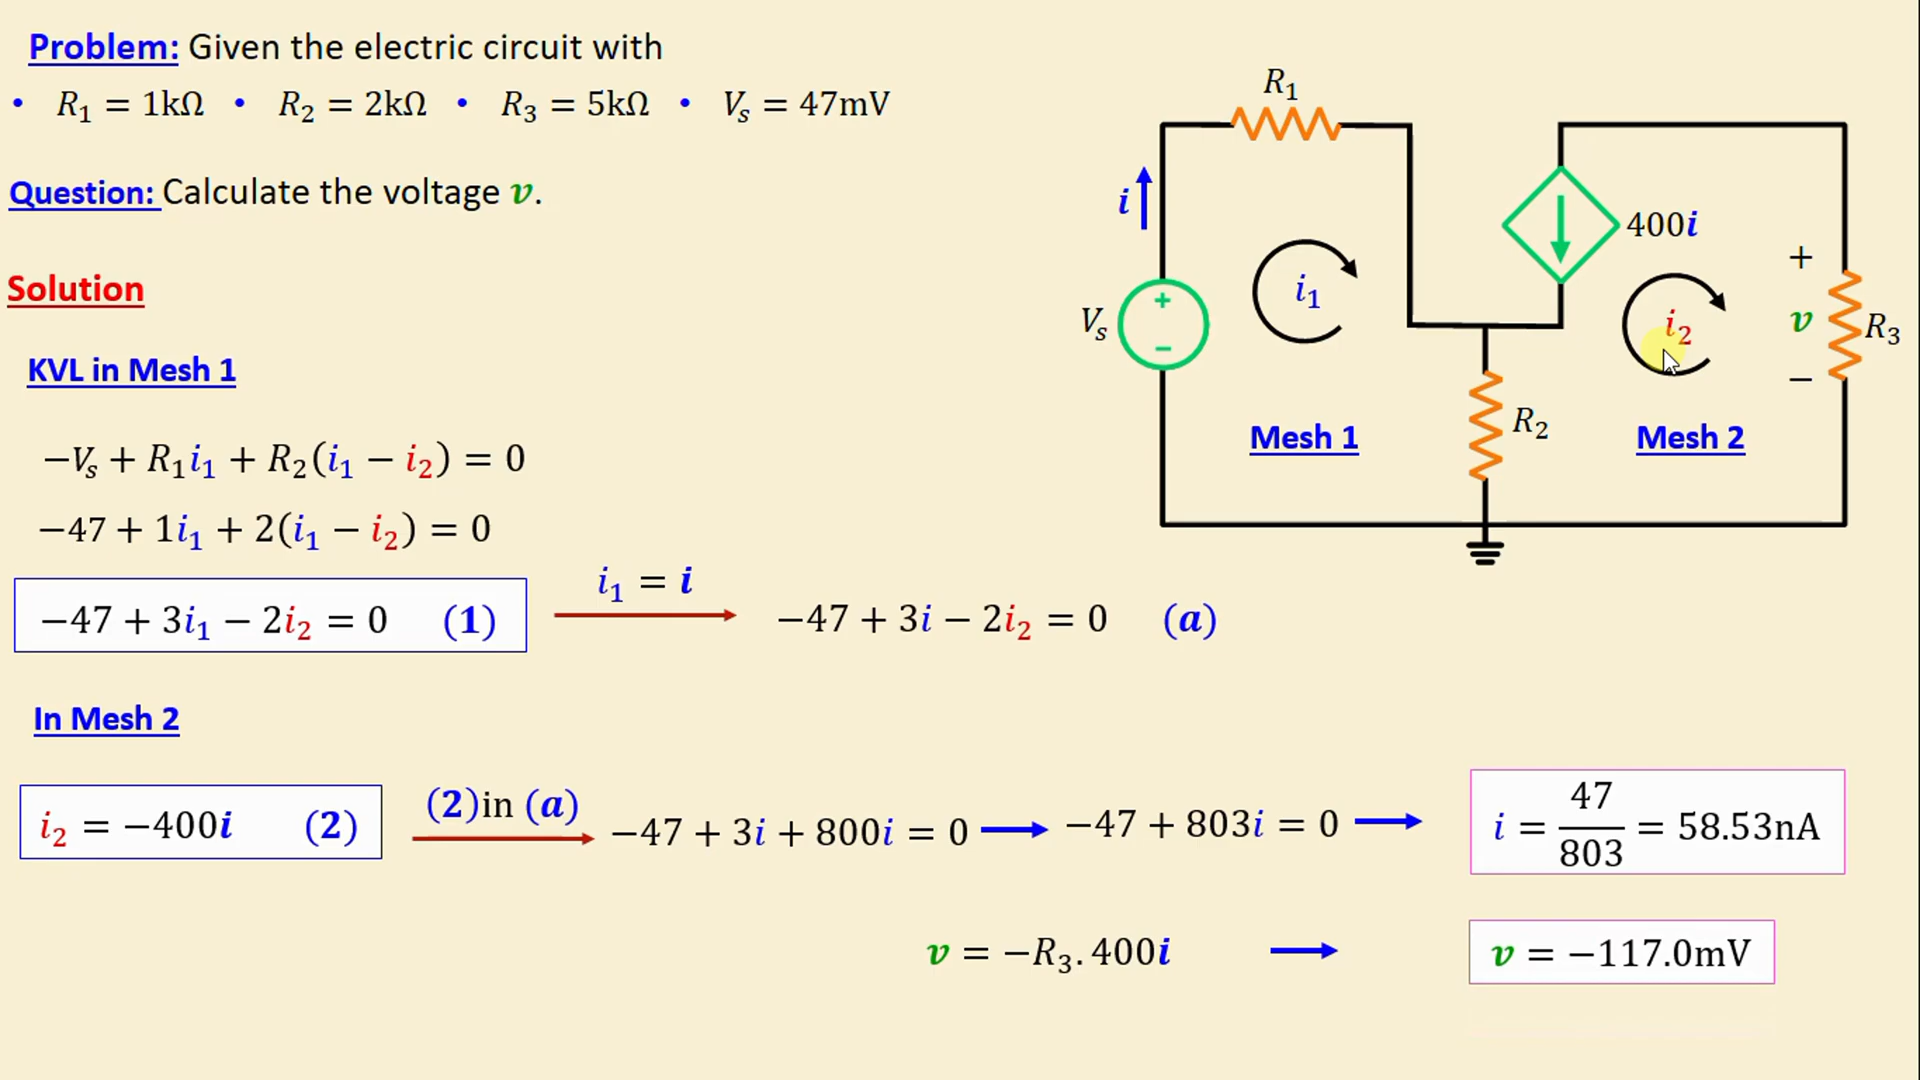 Problem: Given the electric circuit with
• R₁ = 1kΩ • R₂ = 2kΩ • R₃ = 5kΩ • Vₛ = 47mV
Question: Calculate the voltage v.
Solution
KVL in Mesh 1
−Vₛ + R₁i₁ + R₂(i₁ − i₂) = 0
−47 + 1i₁ + 2(i₁ − i₂) = 0
−47 + 3i₁ − 2i₂ = 0 (1)
i₁ = i
−47 + 3i − 2i₂ = 0 (a)
In Mesh 2
i₂ = −400i (2)
(2)in (a)
−47 + 3i + 800i = 0
−47 + 803i = 0
i = 47/803 = 58.53nA
v = −R₃. 400i
v = −117.0mV
R₁
i
i₁
400i
+
Vₛ
+
−
i₂
v
R₃
−
Mesh 1
R₂
Mesh 2